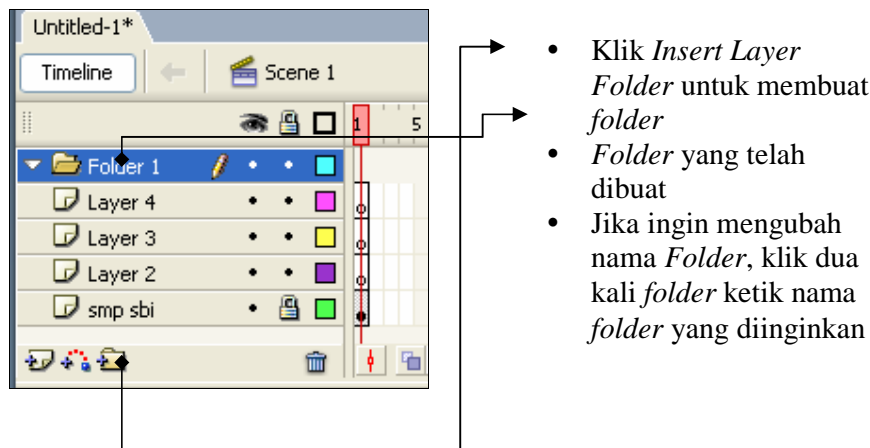 Untitled-1*
Timeline
Scene 1
1 5
Folder 1
Layer 4
Layer 3
Layer 2
smp sbi
• Klik Insert Layer
Folder untuk membuat
folder
• Folder yang telah
dibuat
• Jika ingin mengubah
nama Folder, klik dua
kali folder ketik nama
folder yang diinginkan